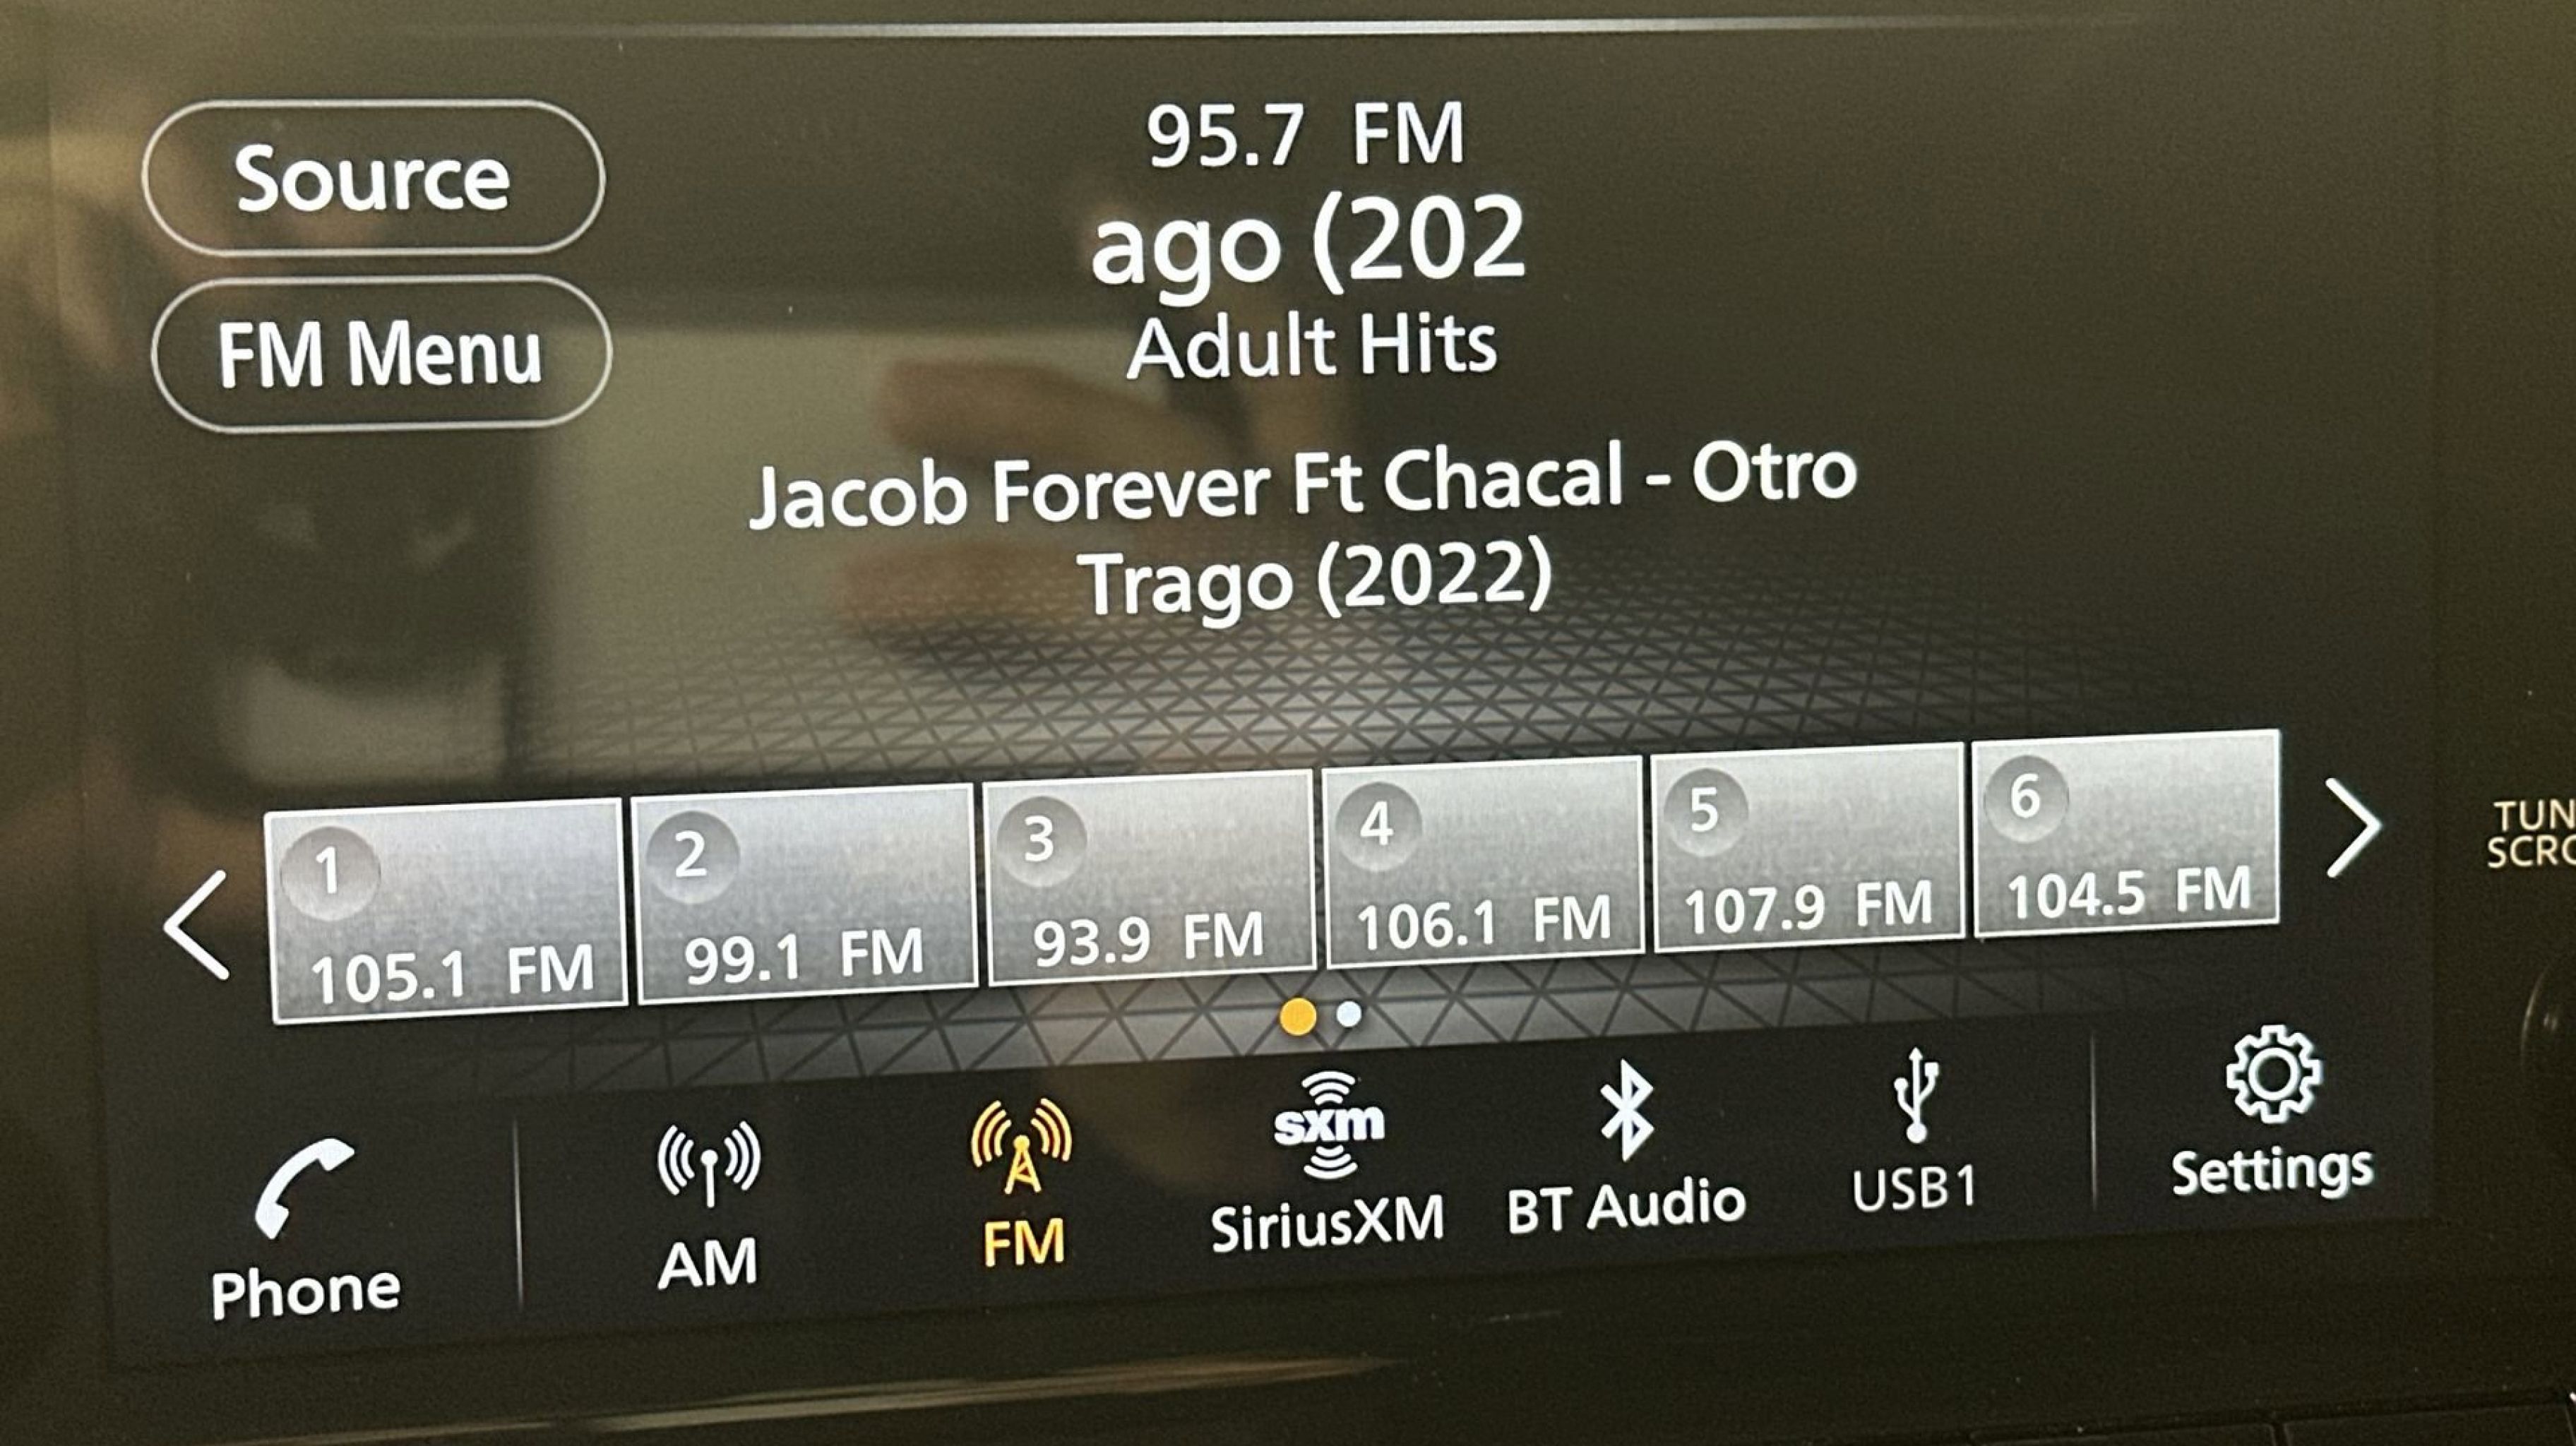 95.7 FM
ago (202
Adult Hits
Source
FM Menu
Jacob Forever Ft Chacal - Otro
Trago (2022)
1
105.1 FM
2
99.1 FM
3
93.9 FM
4
106.1 FM
5
107.9 FM
6
104.5 FM
TUN
SCRO
Phone
AM
FM
sxm
SiriusXM
BT Audio
USB1
Settings